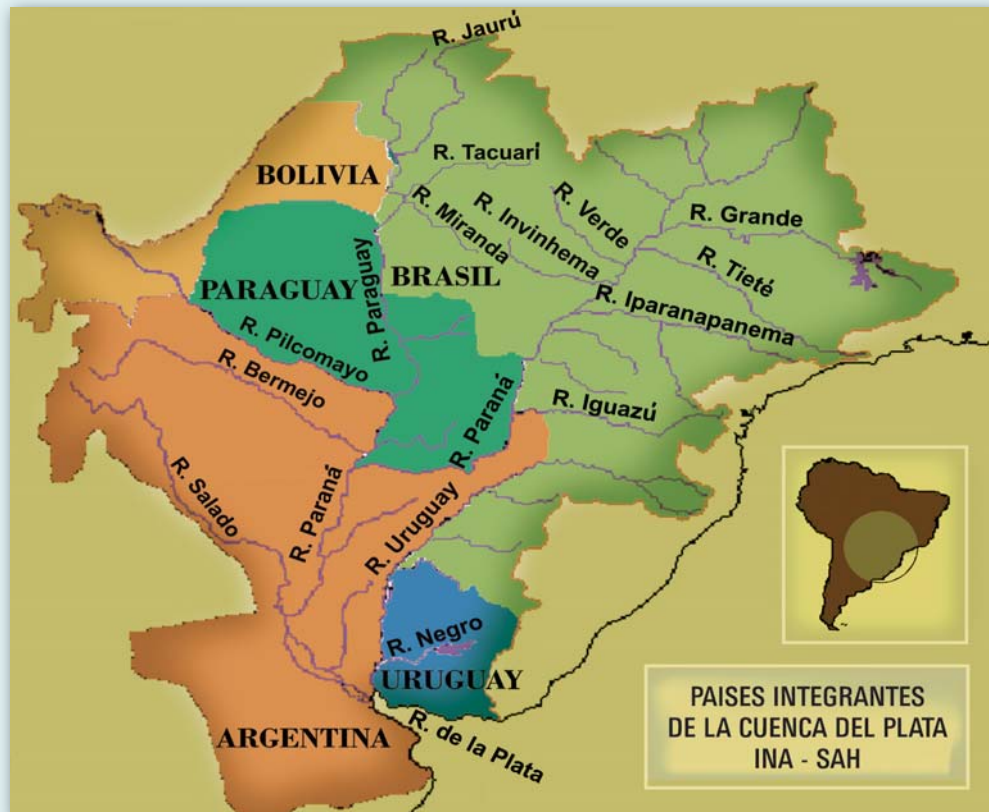 R. Jaurú
R. Tacuari
BOLIVIA
R. Miranda
R. Invinhema
R. Verde
R. Grande
R. Tieté
PARAGUAY
R. Paraguay
BRASIL
R. Iparanapanema
R. Pilcomayo
R. Bermejo
R. Paraná
R. Iguazú
R. Salado
R. Paraná
R. Uruguay
R. Negro
URUGUAY
ARGENTINA
R. de la Plata
PAISES INTEGRANTES
DE LA CUENCA DEL PLATA
INA - SAH